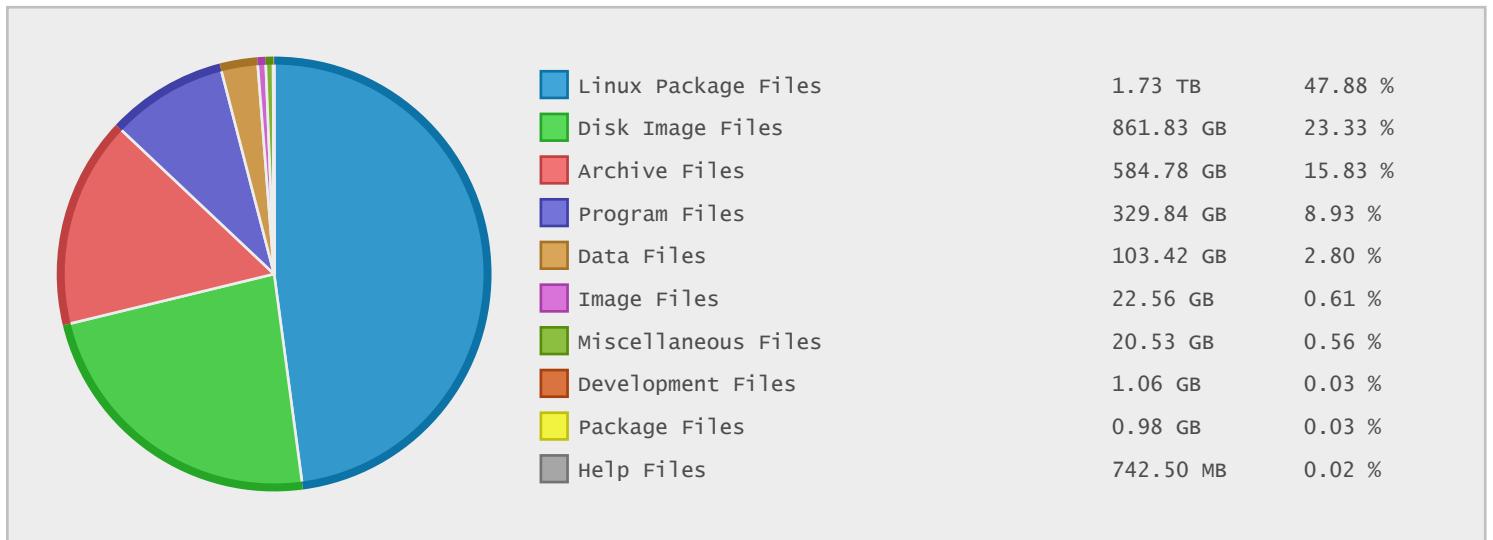 Linux Package Files 1.73 TB 47.88 %
Disk Image Files 861.83 GB 23.33 %
Archive Files 584.78 GB 15.83 %
Program Files 329.84 GB 8.93 %
Data Files 103.42 GB 2.80 %
Image Files 22.56 GB 0.61 %
Miscellaneous Files 20.53 GB 0.56 %
Development Files 1.06 GB 0.03 %
Package Files 0.98 GB 0.03 %
Help Files 742.50 MB 0.02 %